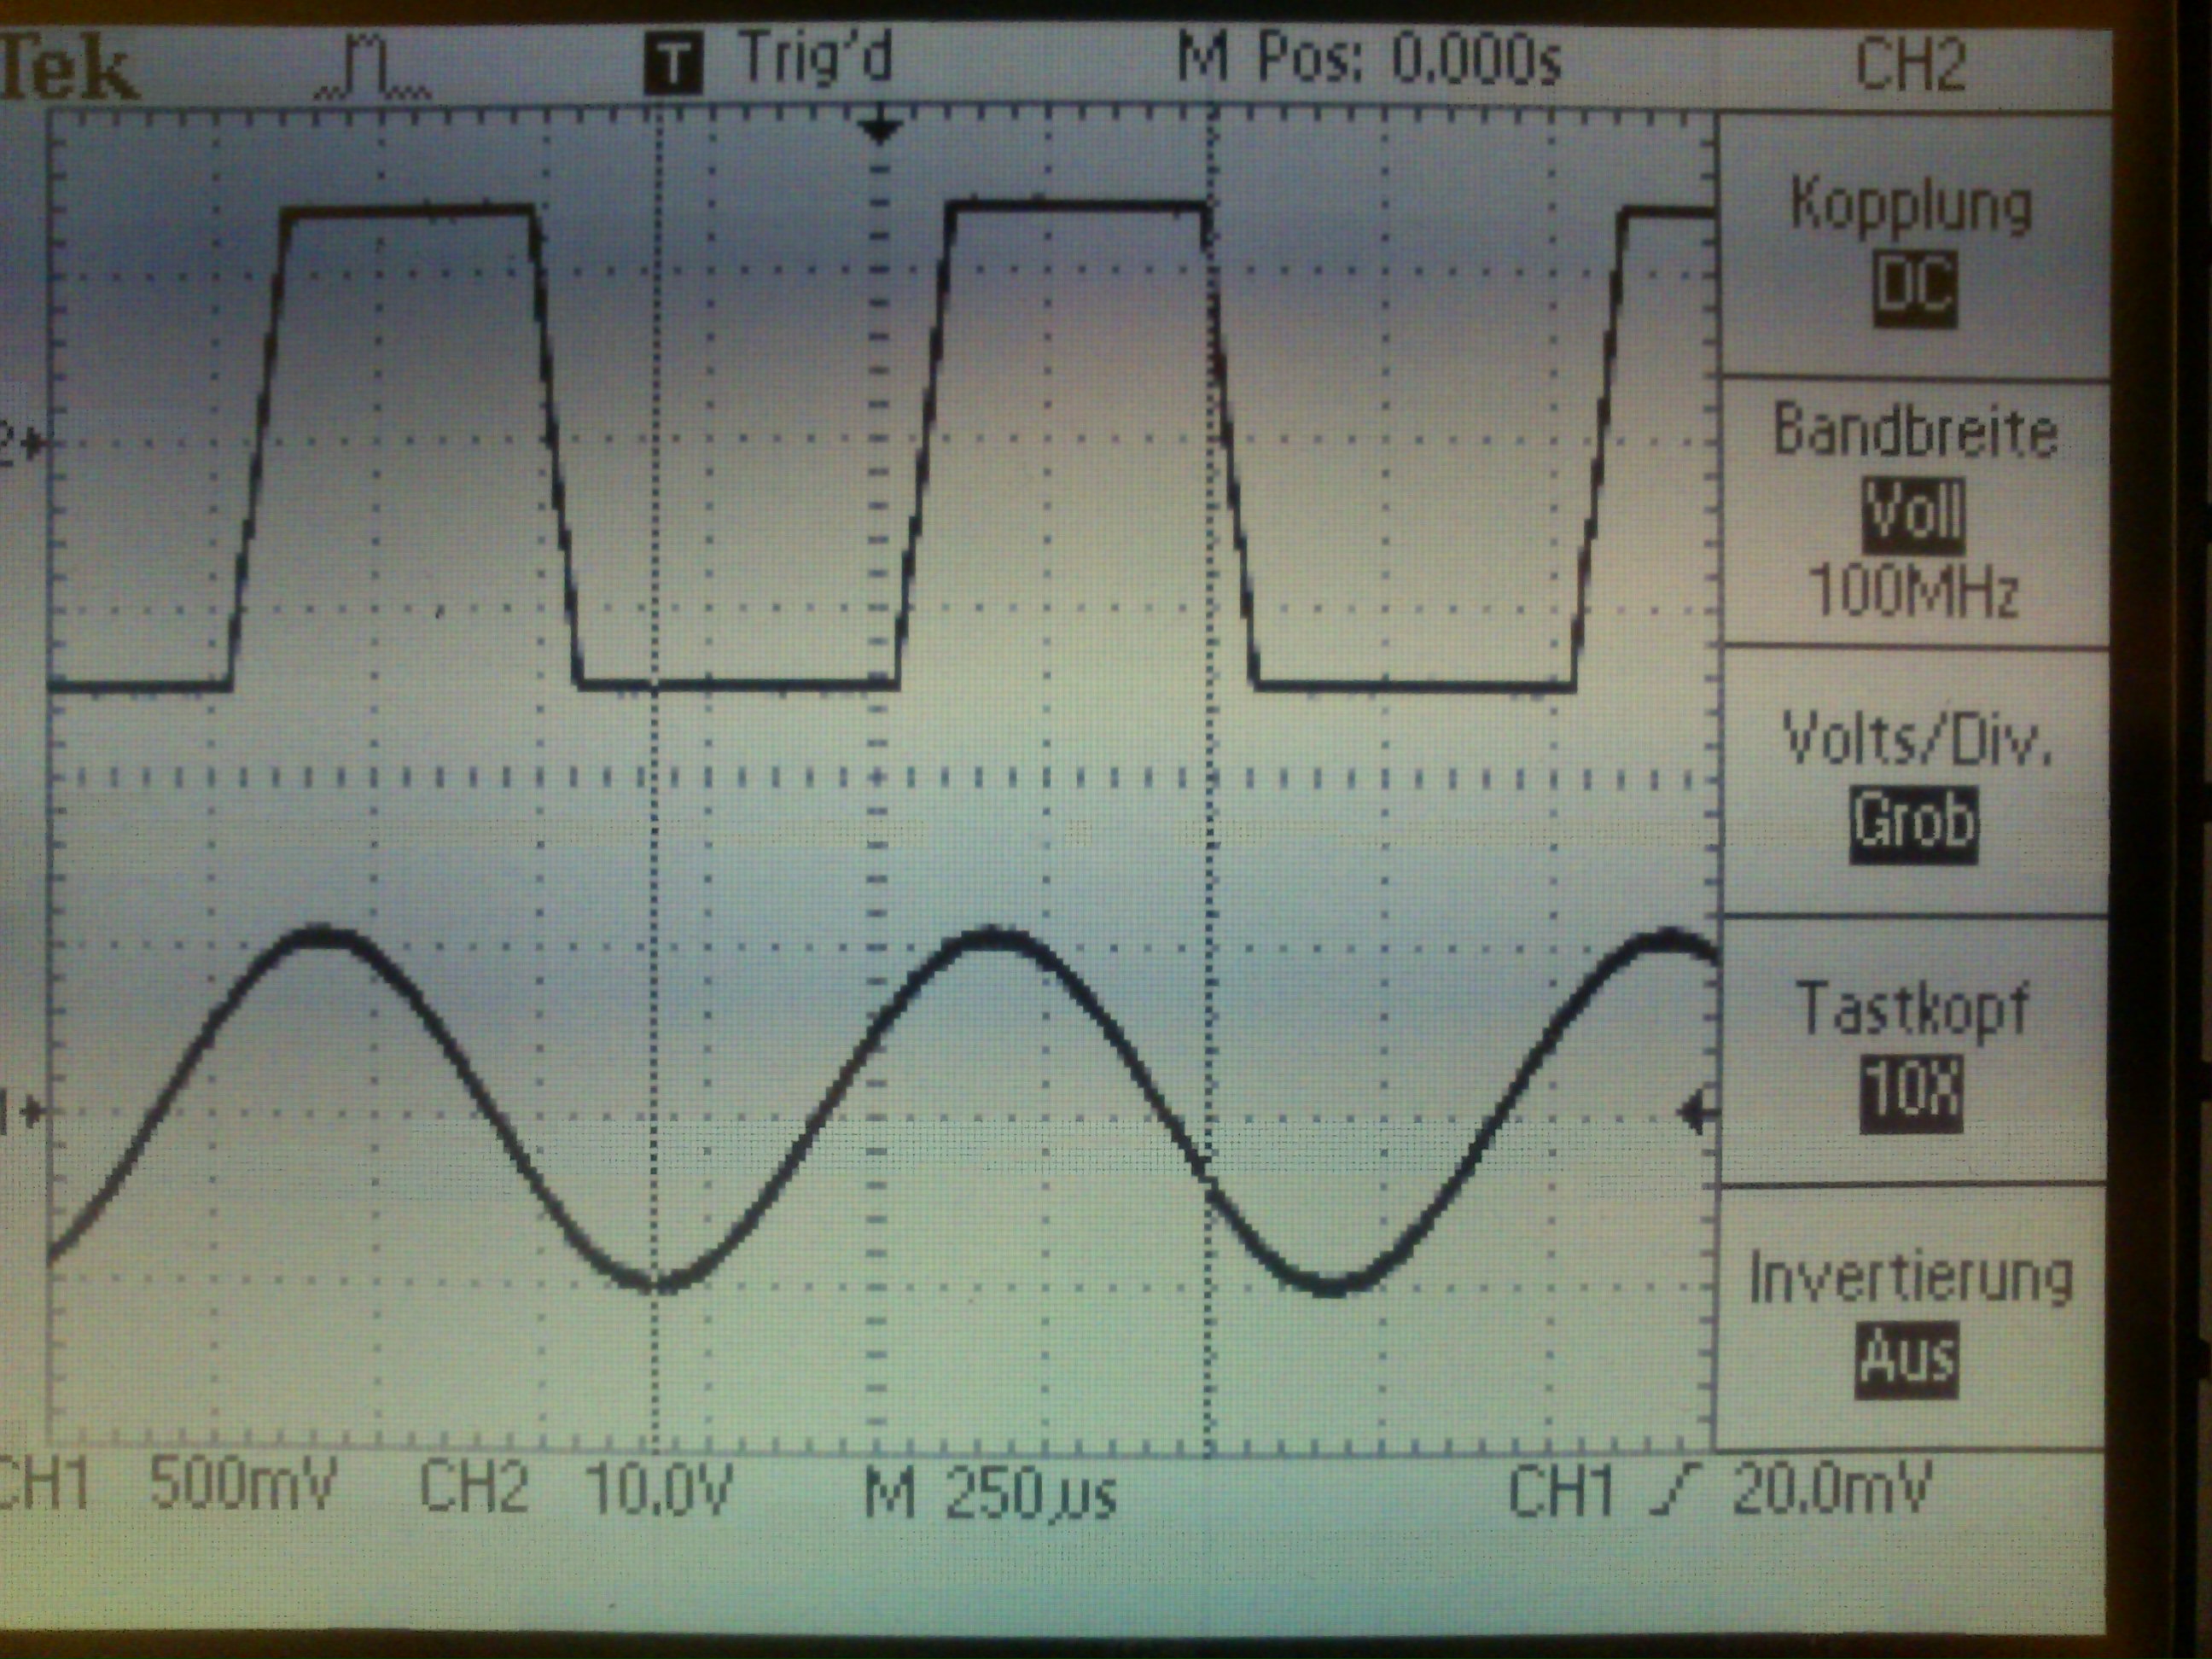 Tek T Trig'd M Pos: 0.000s CH2
Kopplung
DC
2
Bandbreite
Voll
100MHz
Volts/Div.
Grob
Tastkopf
10X
1
Invertierung
Aus
CH1 500mV CH2 10.0V M 250µs CH1 20.0mV